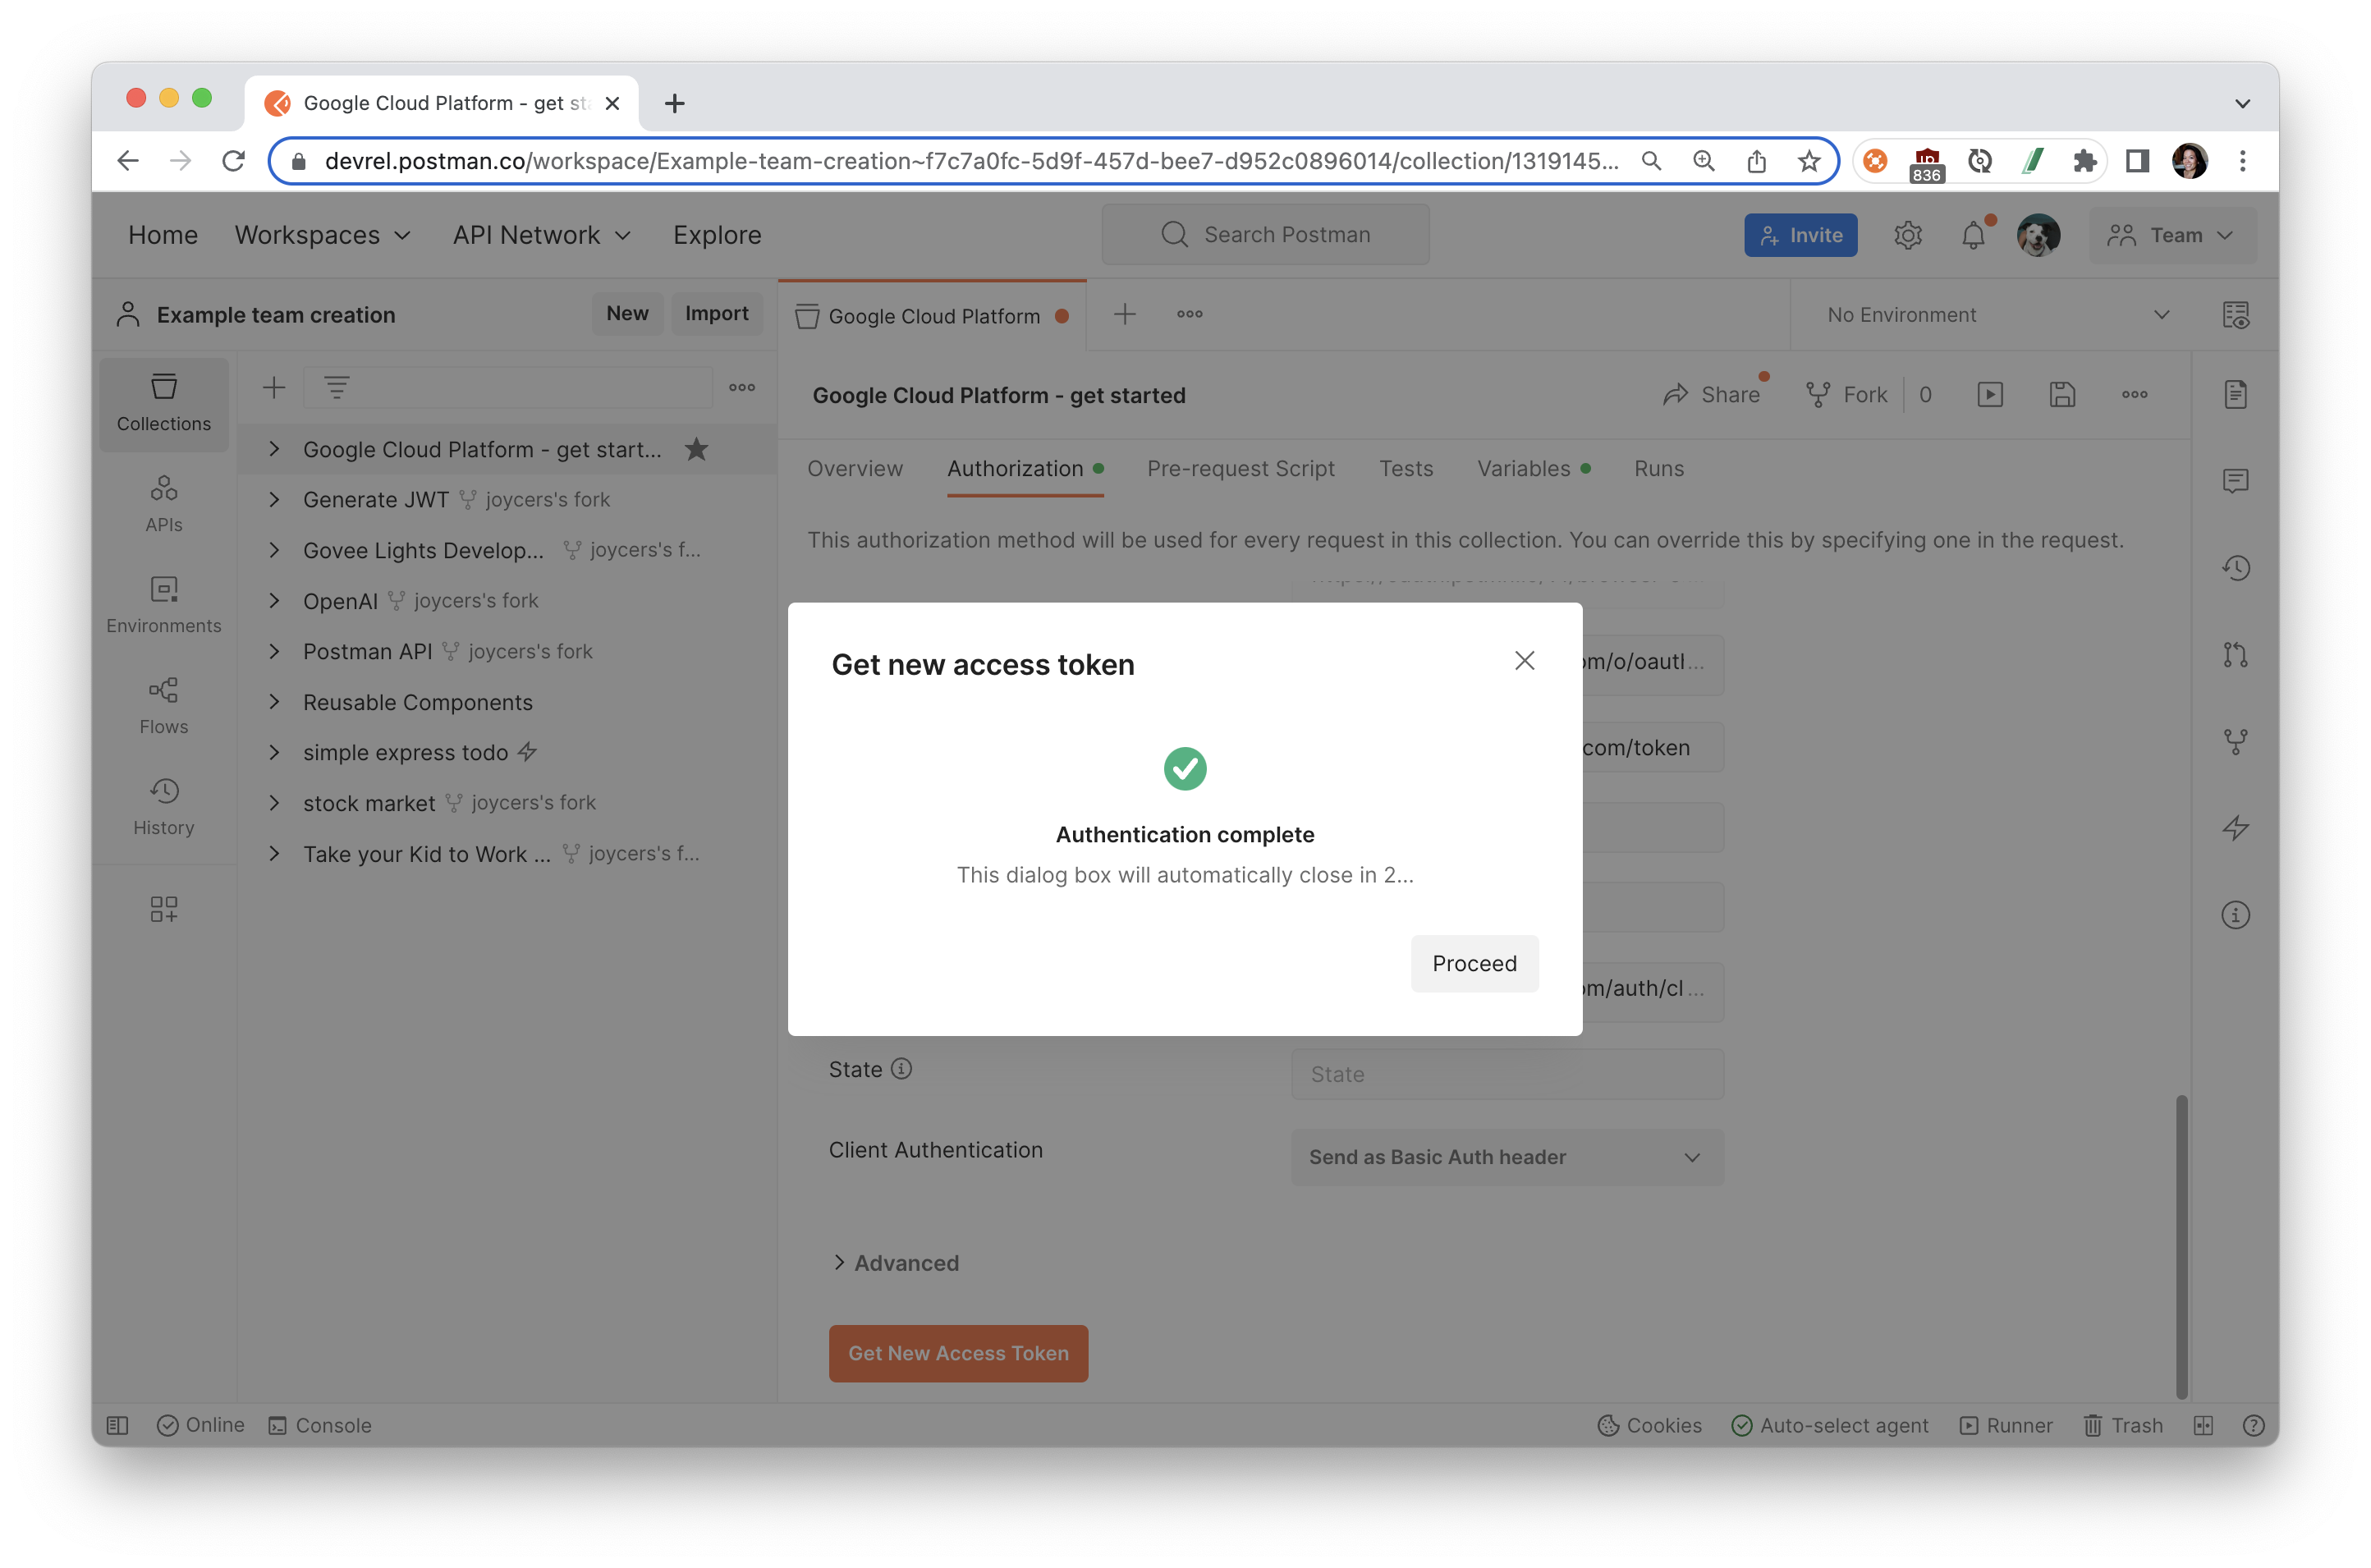 Google Cloud Platform - get sta
devrel.postman.co/workspace/Example-team-creation~f7c7a0fc-5d9f-457d-bee7-d952c0896014/collection/1319145...
836
Home Workspaces API Network Explore Search Postman Invite Team
Example team creation New Import
Google Cloud Platform
No Environment
Collections
APIs
Environments
Flows
History
Google Cloud Platform - get start...
Generate JWT joycers's fork
Govee Lights Develop... joycers's f...
OpenAI joycers's fork
Postman API joycers's fork
Reusable Components
simple express todo
stock market joycers's fork
Take your Kid to Work ... joycers's f...
Google Cloud Platform - get started
Share Fork 0
Overview Authorization Pre-request Script Tests Variables Runs
This authorization method will be used for every request in this collection. You can override this by specifying one in the request.
om/o/oautl...
com/token
om/auth/cl...
Get new access token
Authentication complete
This dialog box will automatically close in 2...
Proceed
State State
Client Authentication Send as Basic Auth header
Advanced
Get New Access Token
Online Console Cookies Auto-select agent Runner Trash